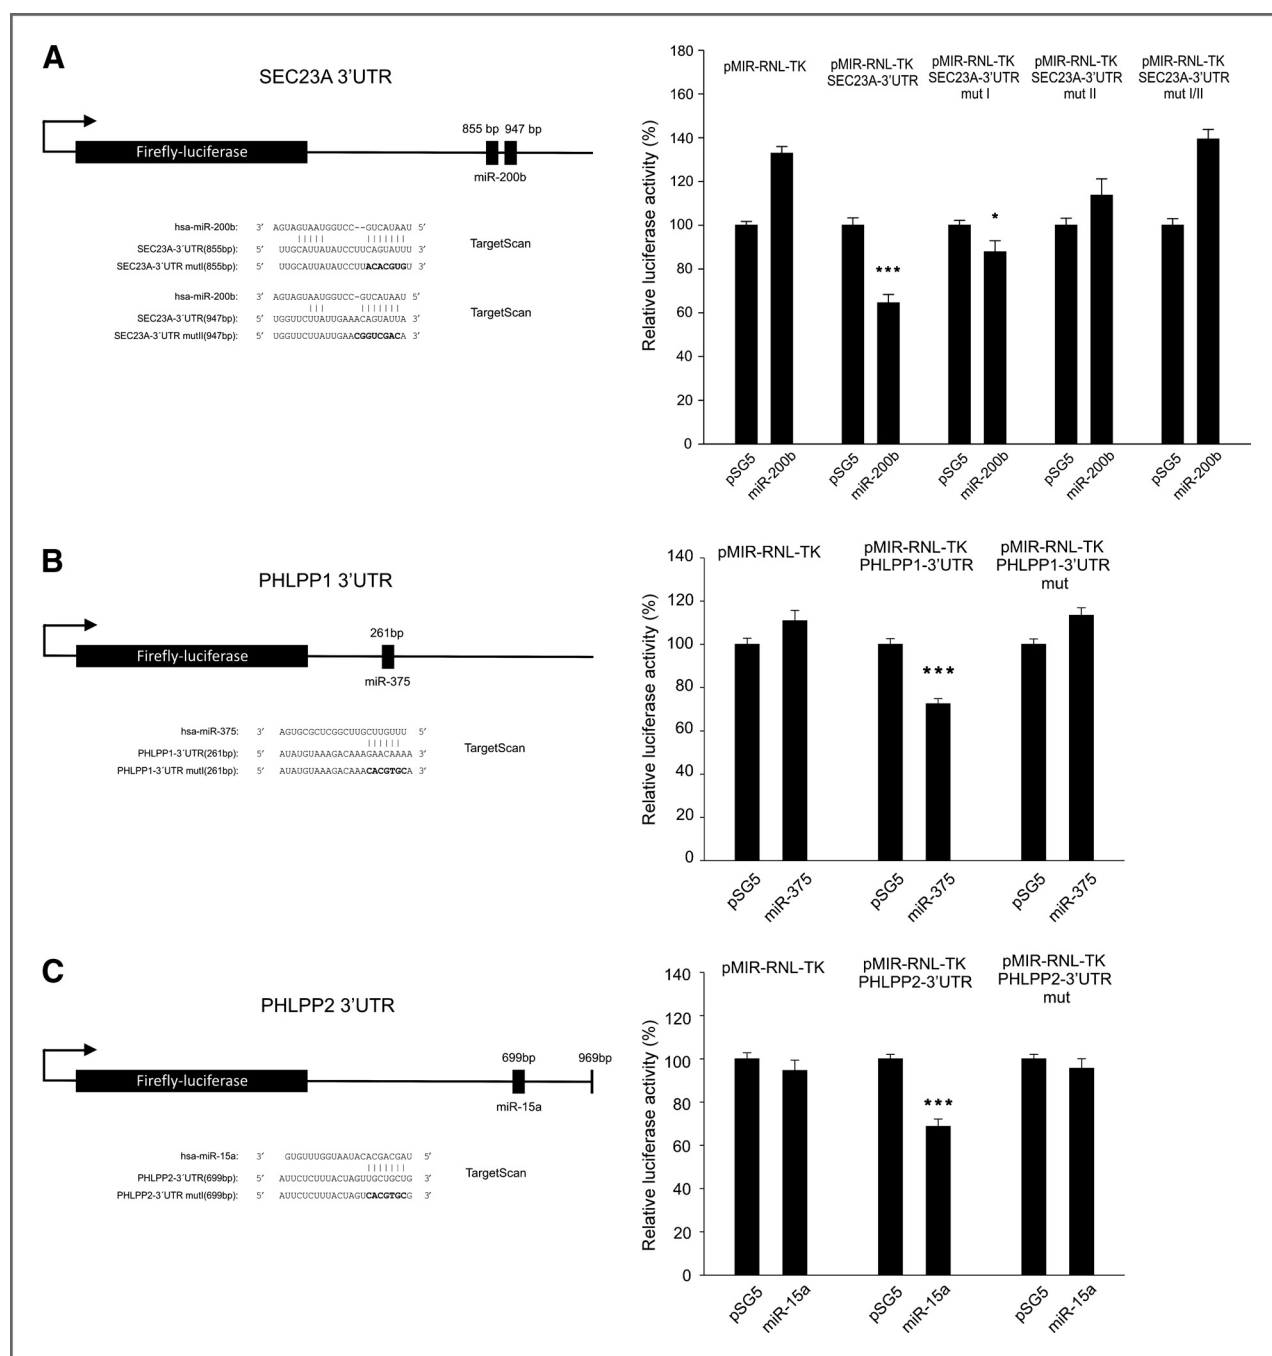 A
SEC23A 3'UTR
855 bp 947 bp
Firefly-luciferase
miR-200b
hsa-miR-200b: 3' AGUAGUAAUGGUCC--GUCAUAAU 5'
SEC23A-3´UTR(855bp): 5' UUGCAUUAUAUCCUUCAGUAUUU 3'
SEC23A-3´UTR mutI(855bp): 5' UUGCAUUAUAUCCUUACACGUGU 3'
TargetScan
hsa-miR-200b: 3' AGUAGUAAUGGUCC-GUCAUAAU 5'
SEC23A-3´UTR(947bp): 5' UGGUUCUUAUUGAAACAGUAUUA 3'
SEC23A-3´UTR mutII(947bp): 5' UGGUUCUUAUUGAACGGUCGACA 3'
TargetScan
Relative luciferase activity (%)
180
160
140
120
100
80
60
40
20
0
pMIR-RNL-TK
pMIR-RNL-TK
SEC23A-3'UTR
pMIR-RNL-TK
SEC23A-3'UTR
mut I
pMIR-RNL-TK
SEC23A-3'UTR
mut II
pMIR-RNL-TK
SEC23A-3'UTR
mut I/II
***
*
pSG5 miR-200b pSG5 miR-200b pSG5 miR-200b pSG5 miR-200b pSG5 miR-200b
B
PHLPP1 3'UTR
261bp
Firefly-luciferase
miR-375
hsa-miR-375: 3' AGUGCGCUCGGCUUGCUUGUUU 5'
PHLPP1-3´UTR(261bp): 5' AUAUGUAAAGACAAAGAACAAAA 3'
PHLPP1-3´UTR mutI(261bp): 5' AUAUGUAAAGACAAACACGTGCA 3'
TargetScan
Relative luciferase activity (%)
140
120
100
80
60
40
20
0
pMIR-RNL-TK
pMIR-RNL-TK
PHLPP1-3'UTR
pMIR-RNL-TK
PHLPP1-3'UTR
mut
***
pSG5 miR-375 pSG5 miR-375 pSG5 miR-375
C
PHLPP2 3'UTR
699bp 969bp
Firefly-luciferase
miR-15a
hsa-miR-15a: 3' GUGUUUGGUAAUACACGACGAU 5'
PHLPP2-3´UTR(699bp): 5' AUUCUCUUUACUAGUUGCUGCUG 3'
PHLPP2-3´UTR mutI(699bp): 5' AUUCUCUUUACUAGUCACGTGCG 3'
TargetScan
Relative luciferase activity (%)
140
120
100
80
60
40
20
0
pMIR-RNL-TK
pMIR-RNL-TK
PHLPP2-3'UTR
pMIR-RNL-TK
PHLPP2-3'UTR
mut
***
pSG5 miR-15a pSG5 miR-15a pSG5 miR-15a